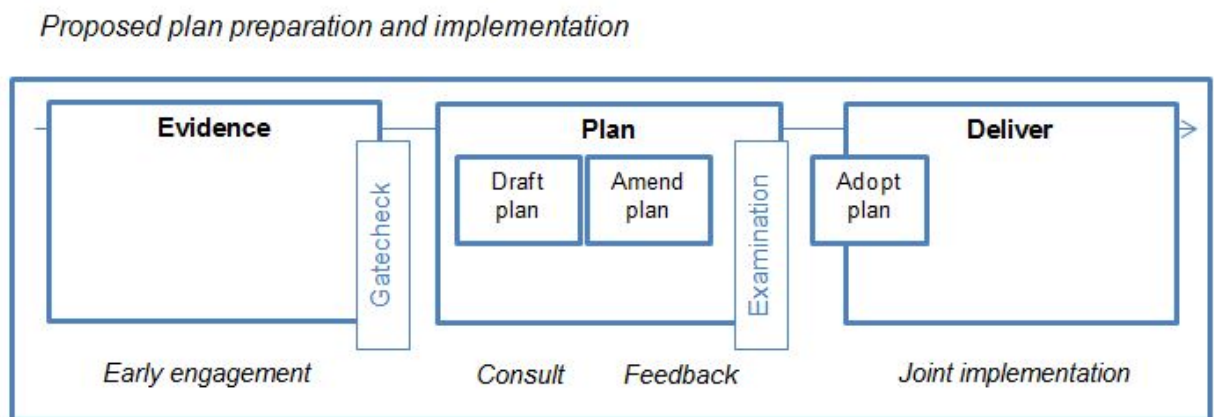 Proposed plan preparation and implementation
Evidence
Gatecheck
Plan
Draft
plan
Amend
plan
Examination
Deliver
Adopt
plan
Early engagement
Consult
Feedback
Joint implementation